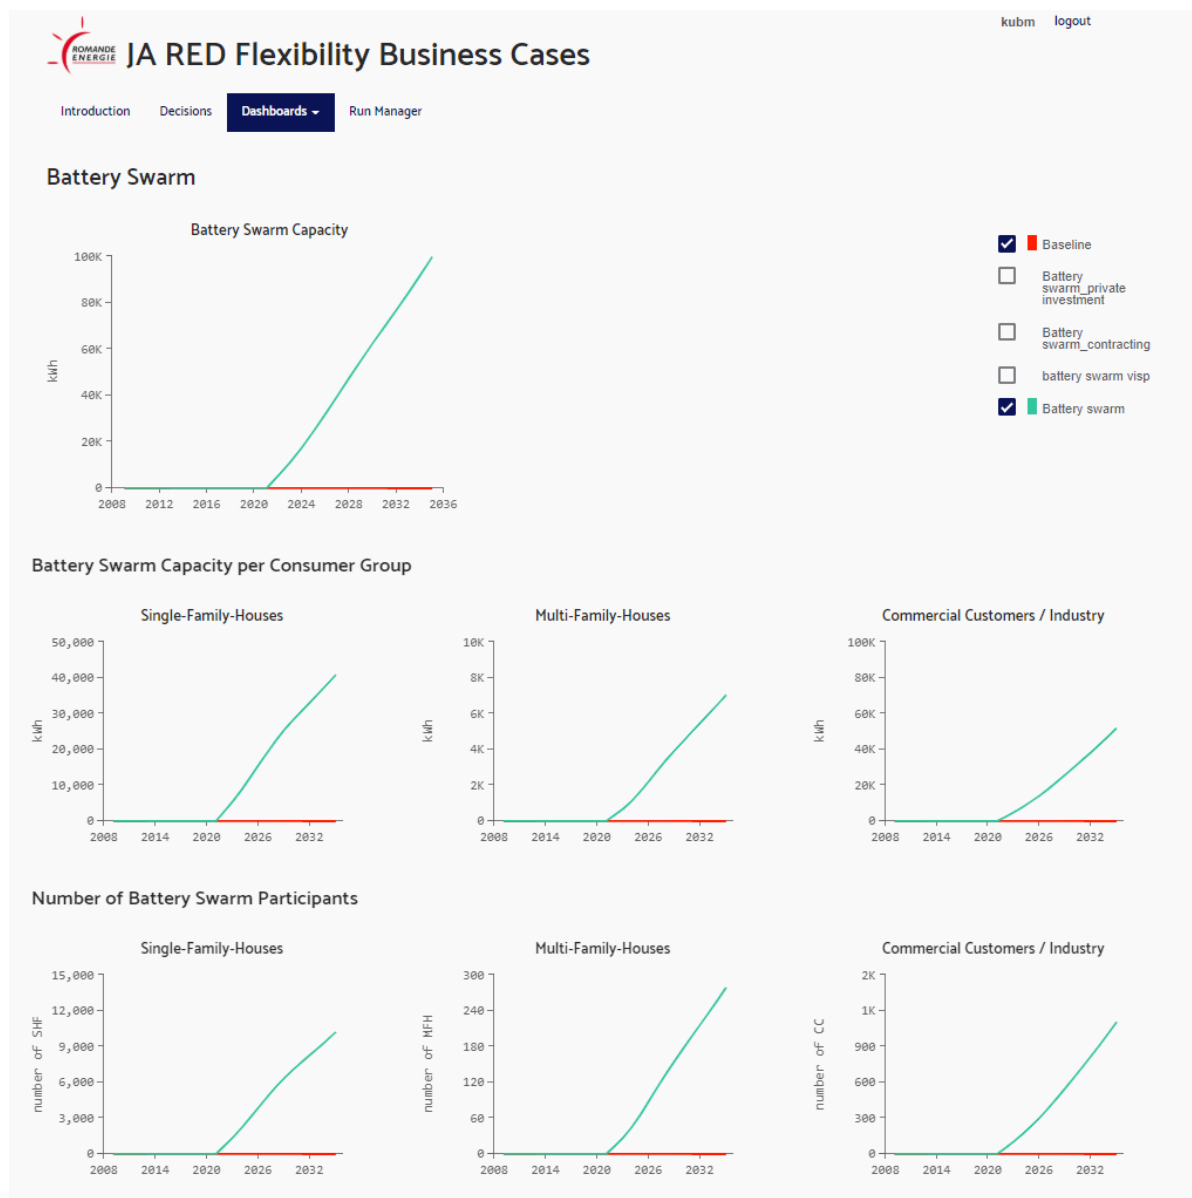 kubm logout
ROMANDE
ENERGIE
JA RED Flexibility Business Cases
Introduction Decisions Dashboards Run Manager
Battery Swarm
Battery Swarm Capacity
100K
80K
60K
40K
20K
0
kWh
2008 2012 2016 2020 2024 2028 2032 2036
Baseline
Battery
swarm_private
investment
Battery
swarm_contracting
battery swarm visp
Battery swarm
Battery Swarm Capacity per Consumer Group
Single-Family-Houses
50,000
40,000
30,000
20,000
10,000
0
kWh
2008 2014 2020 2026 2032
Multi-Family-Houses
10K
8K
6K
4K
2K
0
kWh
2008 2014 2020 2026 2032
Commercial Customers / Industry
100K
80K
60K
40K
20K
0
kWh
2008 2014 2020 2026 2032
Number of Battery Swarm Participants
Single-Family-Houses
15,000
12,000
9,000
6,000
3,000
0
number of SHF
2008 2014 2020 2026 2032
Multi-Family-Houses
300
240
180
120
60
0
number of MFH
2008 2014 2020 2026 2032
Commercial Customers / Industry
2K
1K
900
600
300
0
number of CC
2008 2014 2020 2026 2032